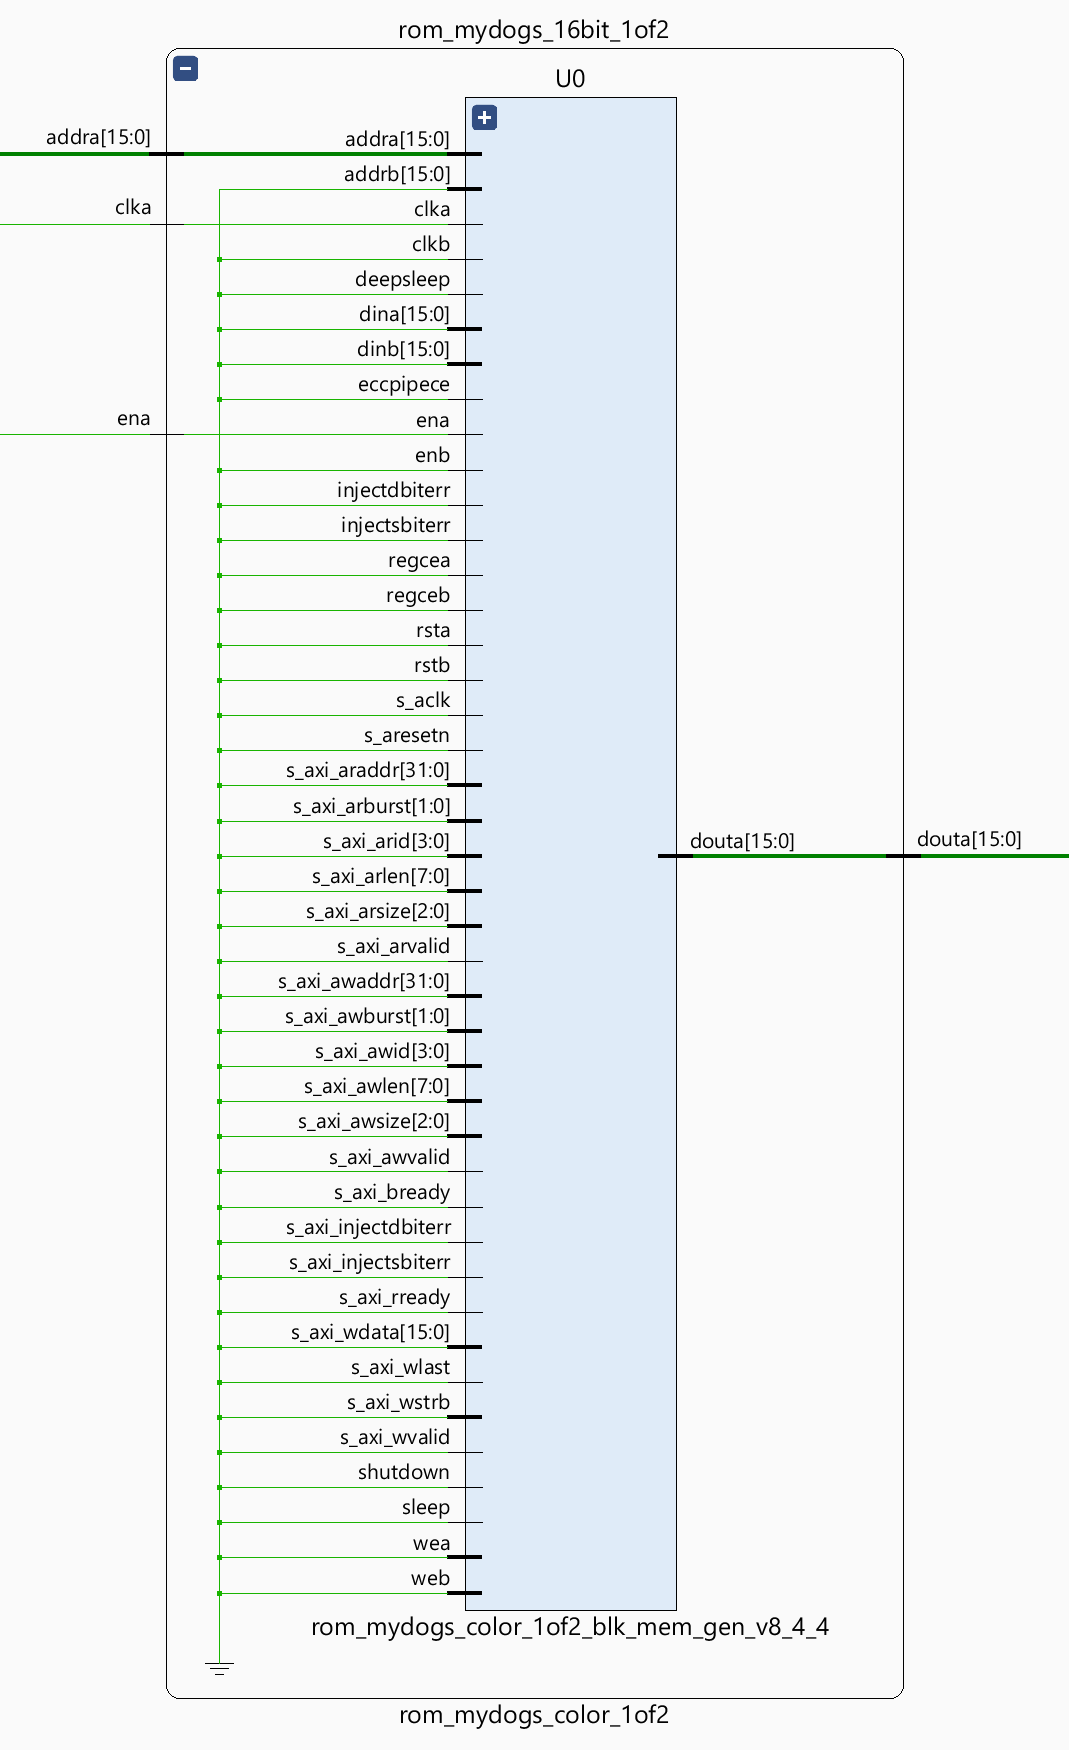 rom_mydogs_16bit_1of2
U0
addra[15:0]
addra[15:0]
addrb[15:0]
clka
clka
clkb
deepsleep
dina[15:0]
dinb[15:0]
eccpipece
ena
ena
enb
injectdbiterr
injectsbiterr
regcea
regceb
rsta
rstb
s_aclk
s_aresetn
s_axi_araddr[31:0]
s_axi_arburst[1:0]
s_axi_arid[3:0]
douta[15:0]
douta[15:0]
s_axi_arlen[7:0]
s_axi_arsize[2:0]
s_axi_arvalid
s_axi_awaddr[31:0]
s_axi_awburst[1:0]
s_axi_awid[3:0]
s_axi_awlen[7:0]
s_axi_awsize[2:0]
s_axi_awvalid
s_axi_bready
s_axi_injectdbiterr
s_axi_injectsbiterr
s_axi_rready
s_axi_wdata[15:0]
s_axi_wlast
s_axi_wstrb
s_axi_wvalid
shutdown
sleep
wea
web
rom_mydogs_color_1of2_blk_mem_gen_v8_4_4
rom_mydogs_color_1of2